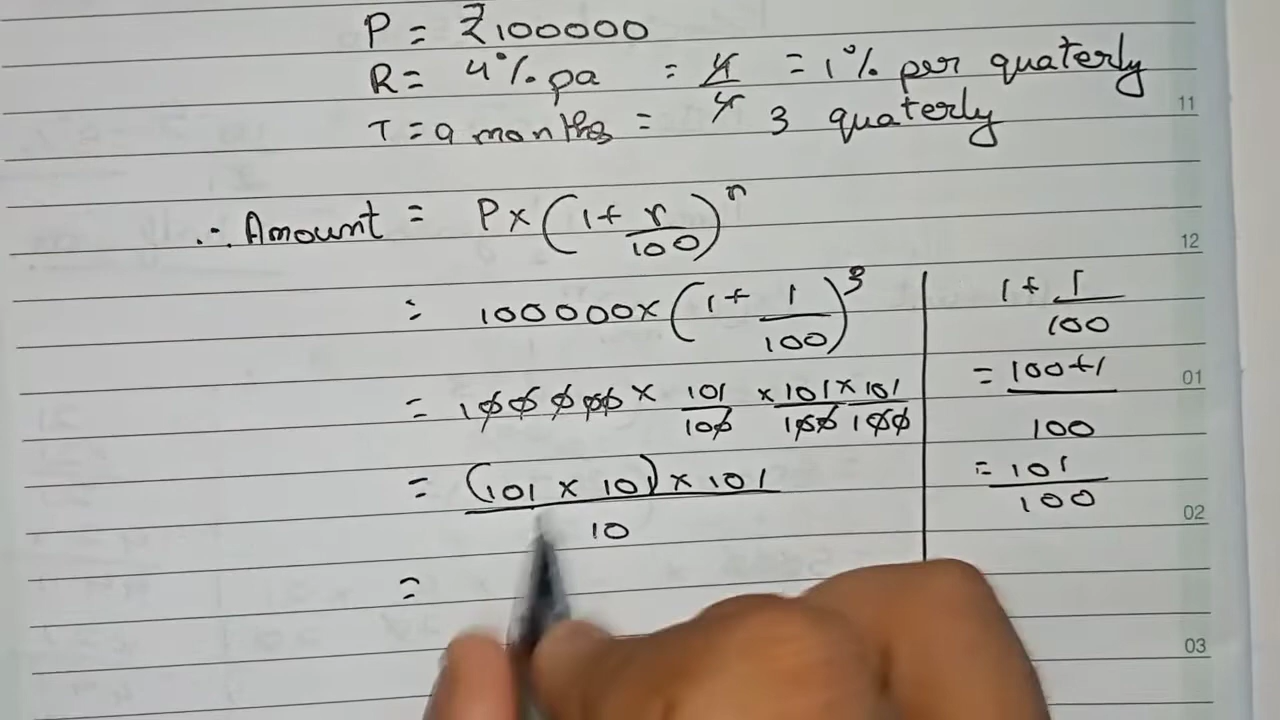 P = ₹100000
R = 4% pa = 4/4 = 1% per quaterly
T = 9 months = 3 quaterly
11
∴ Amount = P × (1 + r/100)^n
12
= 100000 × (1 + 1/100)^3
1 + 1/100
= 100000 × 101/100 × 101/100 × 101/100
= 100+1/100
01
= (101 × 101) × 101/10
= 101/100
02
=
03